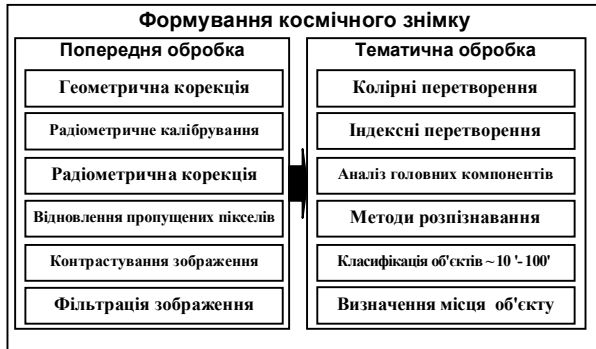 Формування космічного знімку
Попередня обробка
Геометрична корекція
Радіометричне калібрування
Радіометрична корекція
Відновлення пропущених пікселів
Контрастування зображення
Фільтрація зображення
Тематична обробка
Колірні перетворення
Індексні перетворення
Аналіз головних компонентів
Методи розпізнавання
Класифікація об'єктів ~ 10 '- 100'
Визначення місця об'єкту